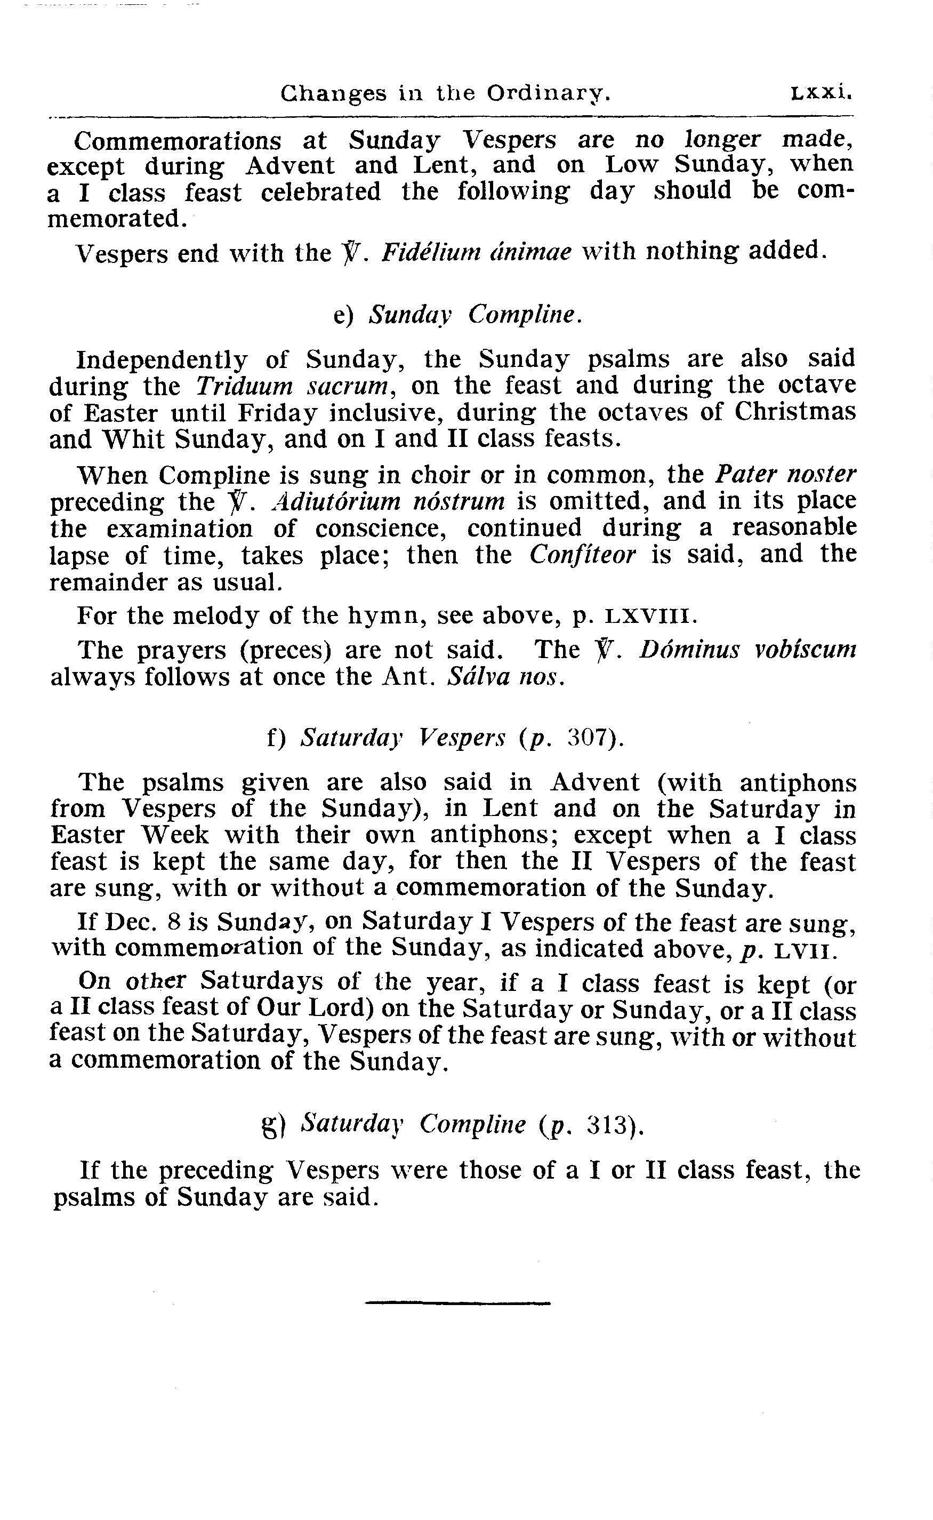 Changes in the Ordinary. Lxxi.
Commemorations at Sunday Vespers are no longer made,
except during Advent and Lent, and on Low Sunday, when
a I class feast celebrated the following day should be com-
memorated.
Vespers end with the ℣. Fidélium ánimae with nothing added.
e) Sunday Compline.
Independently of Sunday, the Sunday psalms are also said
during the Triduum sacrum, on the feast and during the octave
of Easter until Friday inclusive, during the octaves of Christmas
and Whit Sunday, and on I and II class feasts.
When Compline is sung in choir or in common, the Pater noster
preceding the ℣. Adiutórium nóstrum is omitted, and in its place
the examination of conscience, continued during a reasonable
lapse of time, takes place; then the Confíteor is said, and the
remainder as usual.
For the melody of the hymn, see above, p. LXVIII.
The prayers (preces) are not said. The ℣. Dóminus vobíscum
always follows at once the Ant. Sálva nos.
f) Saturday Vespers (p. 307).
The psalms given are also said in Advent (with antiphons
from Vespers of the Sunday), in Lent and on the Saturday in
Easter Week with their own antiphons; except when a I class
feast is kept the same day, for then the II Vespers of the feast
are sung, with or without a commemoration of the Sunday.
If Dec. 8 is Sunday, on Saturday I Vespers of the feast are sung,
with commemoration of the Sunday, as indicated above, p. LVII.
On other Saturdays of the year, if a I class feast is kept (or
a II class feast of Our Lord) on the Saturday or Sunday, or a II class
feast on the Saturday, Vespers of the feast are sung, with or without
a commemoration of the Sunday.
g) Saturday Compline (p. 313).
If the preceding Vespers were those of a I or II class feast, the
psalms of Sunday are said.